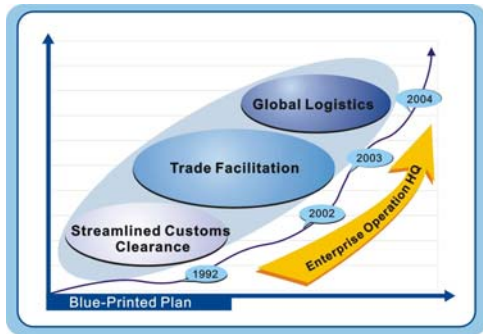 Global Logistics
2004
Trade Facilitation
2003
Streamlined Customs
Clearance
2002
Enterprise Operation HQ
1992
Blue-Printed Plan